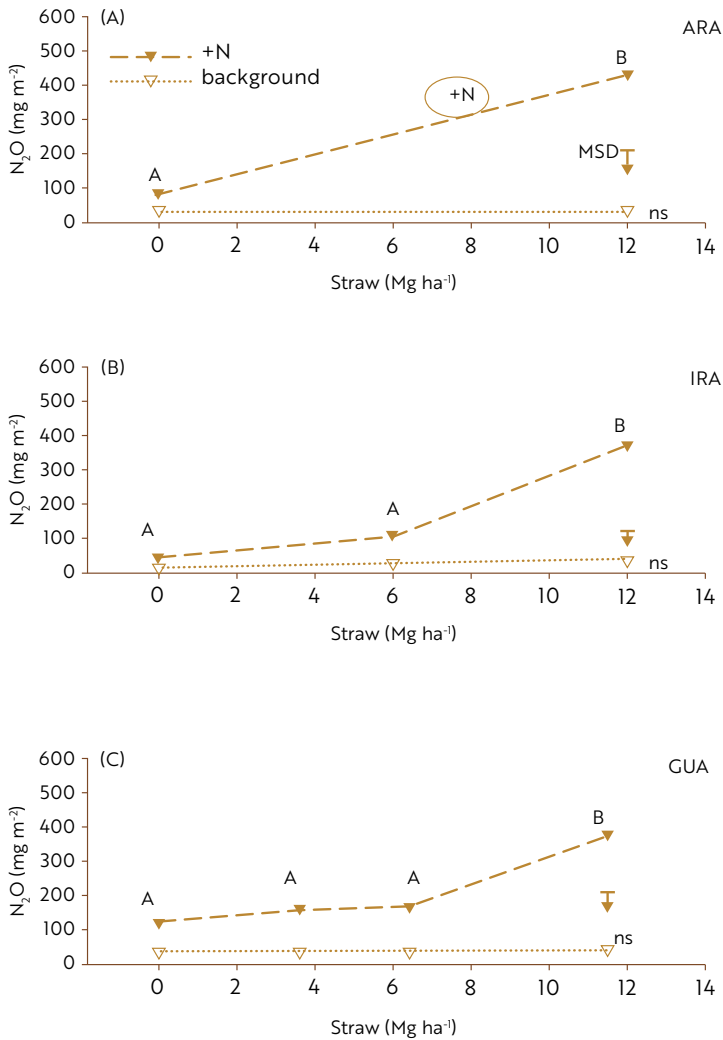 (A)
ARA
600
500
400
300
200
100
0
N₂O (mg m⁻²)
+N
background
A
+N
B
MSD
ns
0 2 4 6 8 10 12 14
Straw (Mg ha⁻¹)
(B)
IRA
600
500
400
300
200
100
0
N₂O (mg m⁻²)
A
A
B
ns
0 2 4 6 8 10 12 14
Straw (Mg ha⁻¹)
(C)
GUA
600
500
400
300
200
100
0
N₂O (mg m⁻²)
A
A
A
B
ns
0 2 4 6 8 10 12 14
Straw (Mg ha⁻¹)